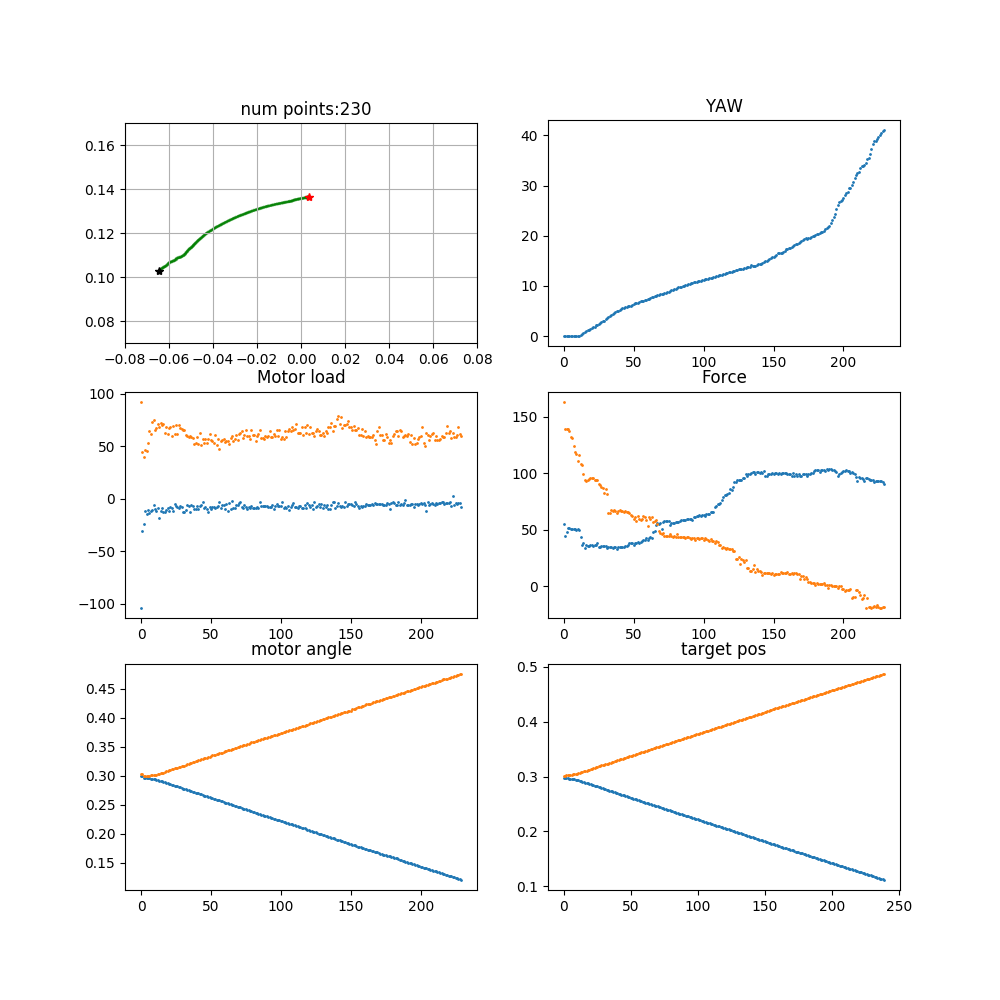 num points:230
YAW
0.16
0.14
0.12
0.10
0.08
−0.08 −0.06 −0.04 −0.02 0.00 0.02 0.04 0.06 0.08
40
30
20
10
0
0 50 100 150 200
Motor load
Force
100
50
0
−50
−100
0 50 100 150 200
150
100
50
0
0 50 100 150 200
motor angle
target pos
0.45
0.40
0.35
0.30
0.25
0.20
0.15
0 50 100 150 200
0.5
0.4
0.3
0.2
0.1
0 50 100 150 200 250